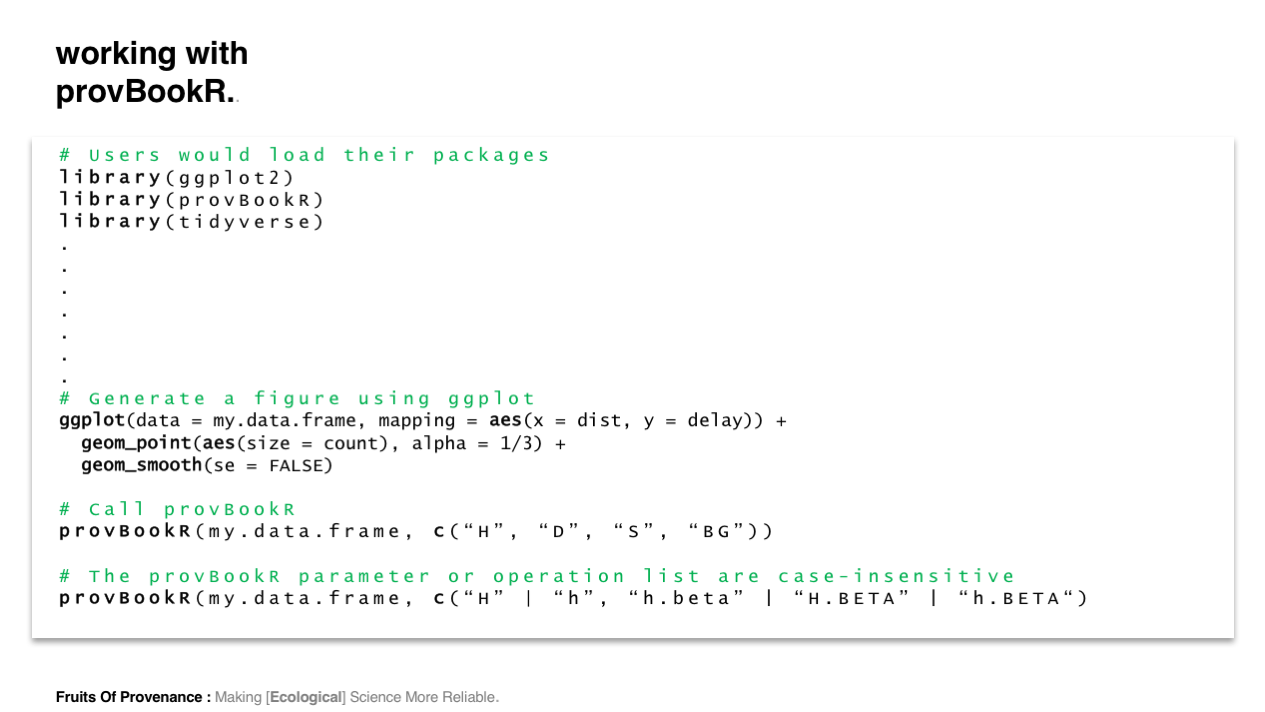 working with
provBookR..
# Users would load their packages
library(ggplot2)
library(provBookR)
library(tidyverse)
.
.
.
.
.
.
.
# Generate a figure using ggplot
ggplot(data = my.data.frame, mapping = aes(x = dist, y = delay)) +
  geom_point(aes(size = count), alpha = 1/3) +
  geom_smooth(se = FALSE)
# Call provBookR
provBookR(my.data.frame, c(“H”, “D”, “S”, “BG”))
# The provBookR parameter or operation list are case-insensitive
provBookR(my.data.frame, c(“H” | “h”, “h.beta” | “H.BETA” | “h.BETA“)
Fruits Of Provenance : Making [Ecological] Science More Reliable.